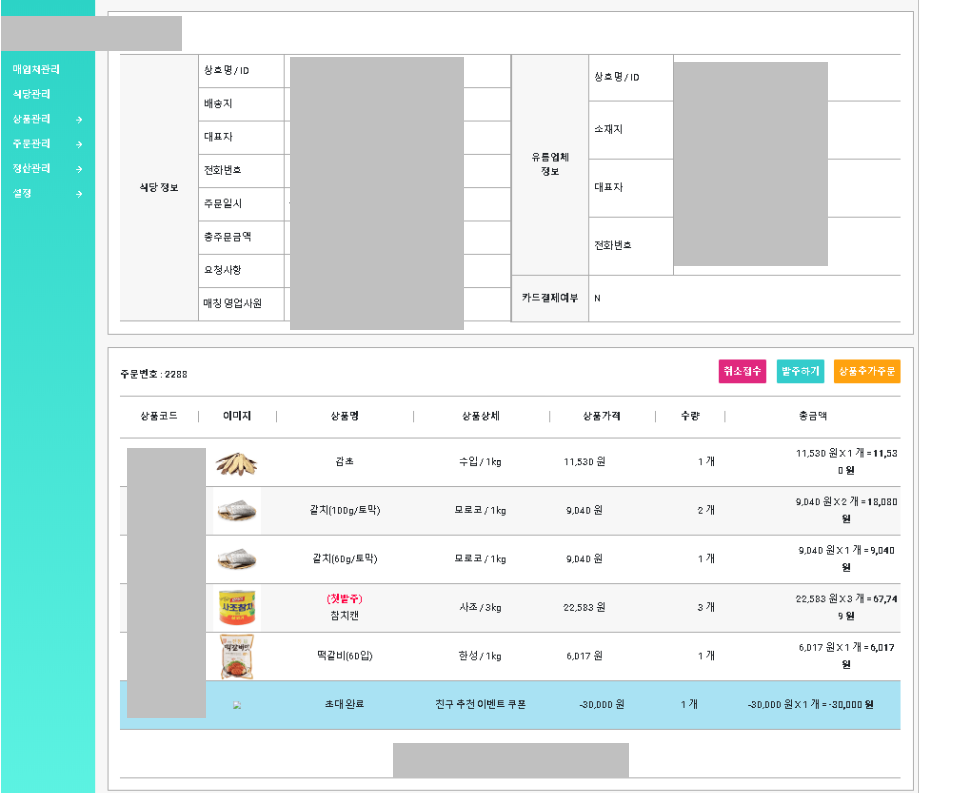 매입처관리
식당관리
상품관리 →
주문관리 →
정산관리 →
설정 →
식당 정보
상호명 / ID
배송지
대표자
전화번호
주문일시
총주문금액
요청사항
매칭 영업사원
유통업체
정보
상호명 / ID
소재지
대표자
전화번호
카드결제여부 N
주문번호 : 2288
취소접수 발주하기 상품추가주문
상품코드 | 이미지 | 상품명 | 상품상세 | 상품가격 | 수량 | 총금액
감초 수입 / 1kg 11,530 원 1 개 11,530 원 X 1 개 = 11,53
0 원
갈치(100g/토막) 모로코 / 1kg 9,040 원 2 개 9,040 원 X 2 개 = 18,080
원
갈치(60g/토막) 모로코 / 1kg 9,040 원 1 개 9,040 원 X 1 개 = 9,040
원
사조참치
(첫발주)
참치캔 사조 / 3kg 22,583 원 3 개 22,583 원 X 3 개 = 67,74
9 원
떡갈비(60입) 한성 / 1kg 6,017 원 1 개 6,017 원 X 1 개 = 6,017
원
초대 완료 친구 추천 이벤트 쿠폰 -30,000 원 1 개 -30,000 원 X 1 개 = -30,000 원